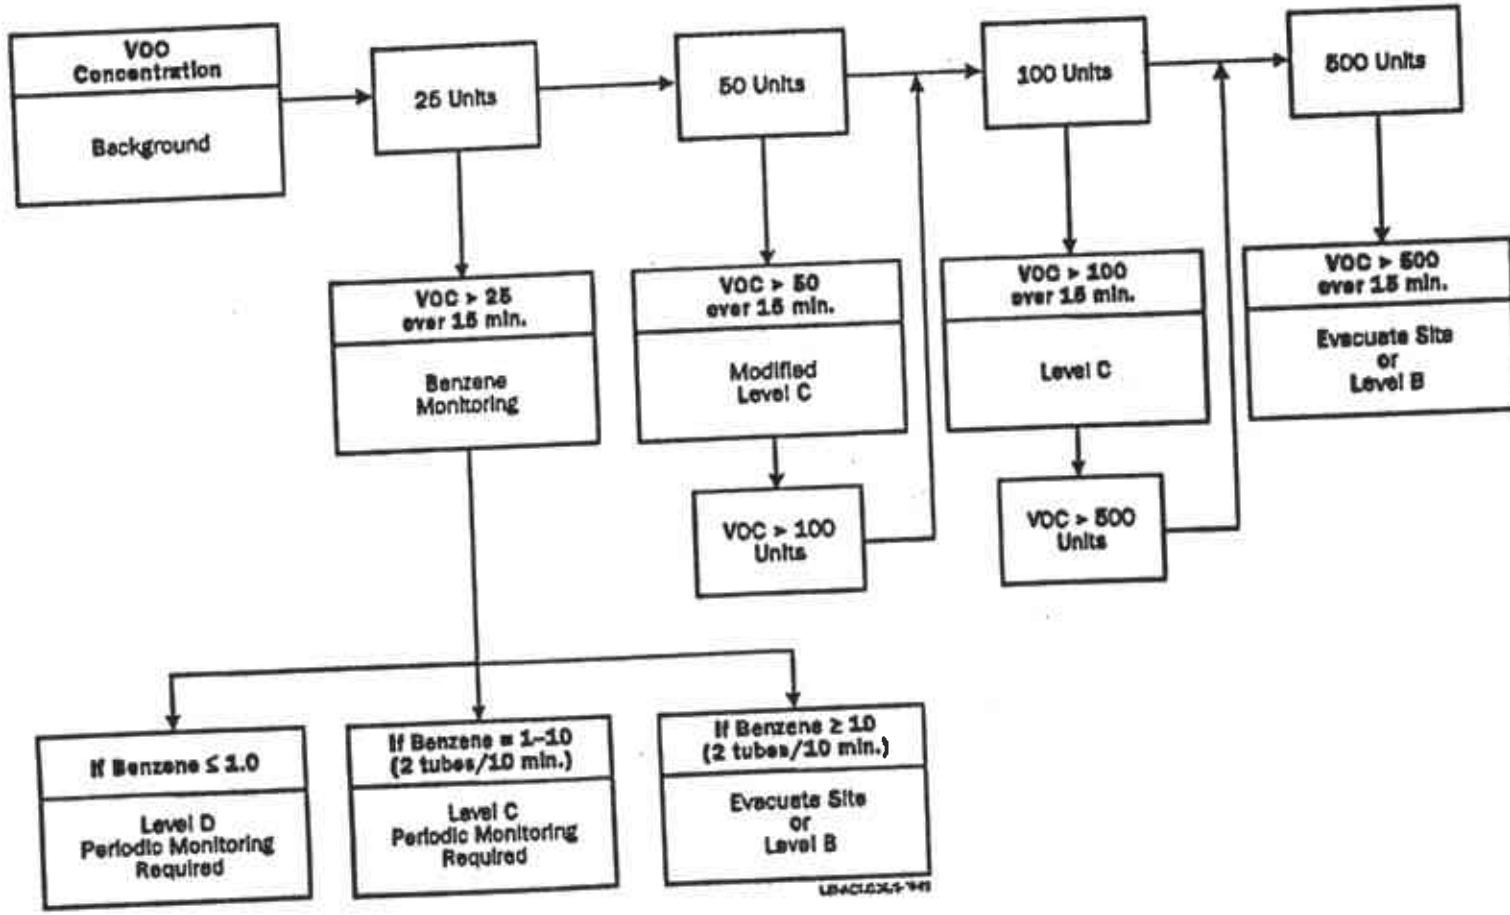 VOO
Concentration
Background
25 Units
50 Units
100 Units
500 Units
VOC > 25
over 15 min.
Benzene
Monitoring
VOC > 50
over 15 min.
Modified
Level C
VOC > 100
over 15 min.
Level C
VOC > 500
over 15 min.
Evacuate Site
or
Level B
VOC > 100
Units
VOC > 500
Units
If Benzene ≤ 1.0
Level D
Periodic Monitoring
Required
If Benzene = 1–10
(2 tubes/10 min.)
Level C
Periodic Monitoring
Required
If Benzene ≥ 10
(2 tubes/10 min.)
Evacuate Site
or
Level B